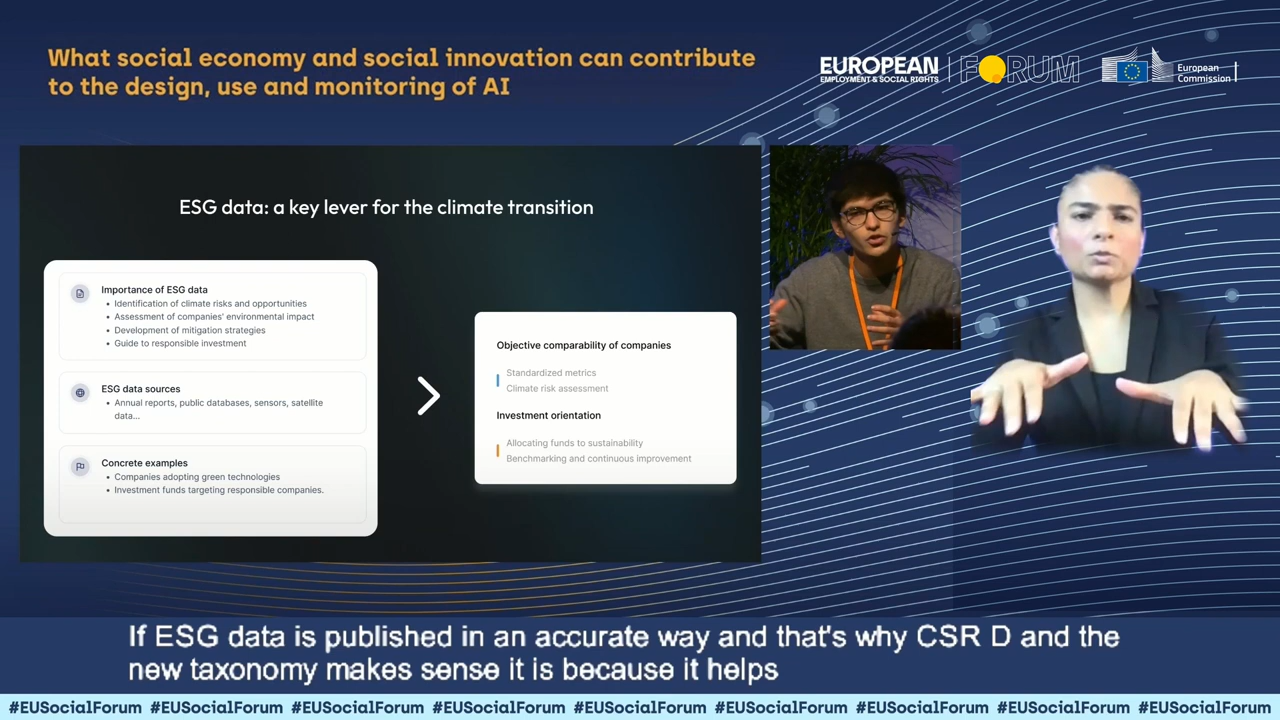 What social economy and social innovation can contribute
to the design, use and monitoring of AI
EUROPEAN
EMPLOYMENT & SOCIAL RIGHTS
FORUM
European
Commission
ESG data: a key lever for the climate transition
Importance of ESG data
• Identification of climate risks and opportunities
• Assessment of companies' environmental impact
• Development of mitigation strategies
• Guide to responsible investment
ESG data sources
• Annual reports, public databases, sensors, satellite
data...
Concrete examples
• Companies adopting green technologies
• Investment funds targeting responsible companies.
Objective comparability of companies
Standardized metrics
Climate risk assessment
Investment orientation
Allocating funds to sustainability
Benchmarking and continuous improvement
If ESG data is published in an accurate way and that's why CSR D and the
new taxonomy makes sense it is because it helps
#EUSocialForum #EUSocialForum #EUSocialForum #EUSocialForum #EUSocialForum #EUSocialForum #EUSocialForum #EUSocialForum #EUSocialForum